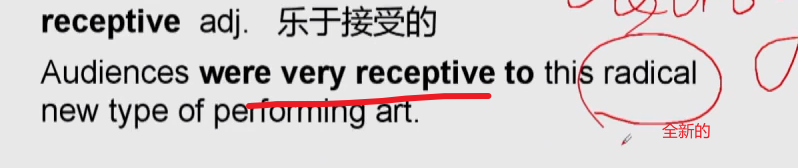 receptive adj. 乐于接受的
Audiences were very receptive to this radical
new type of performing art.
全新的